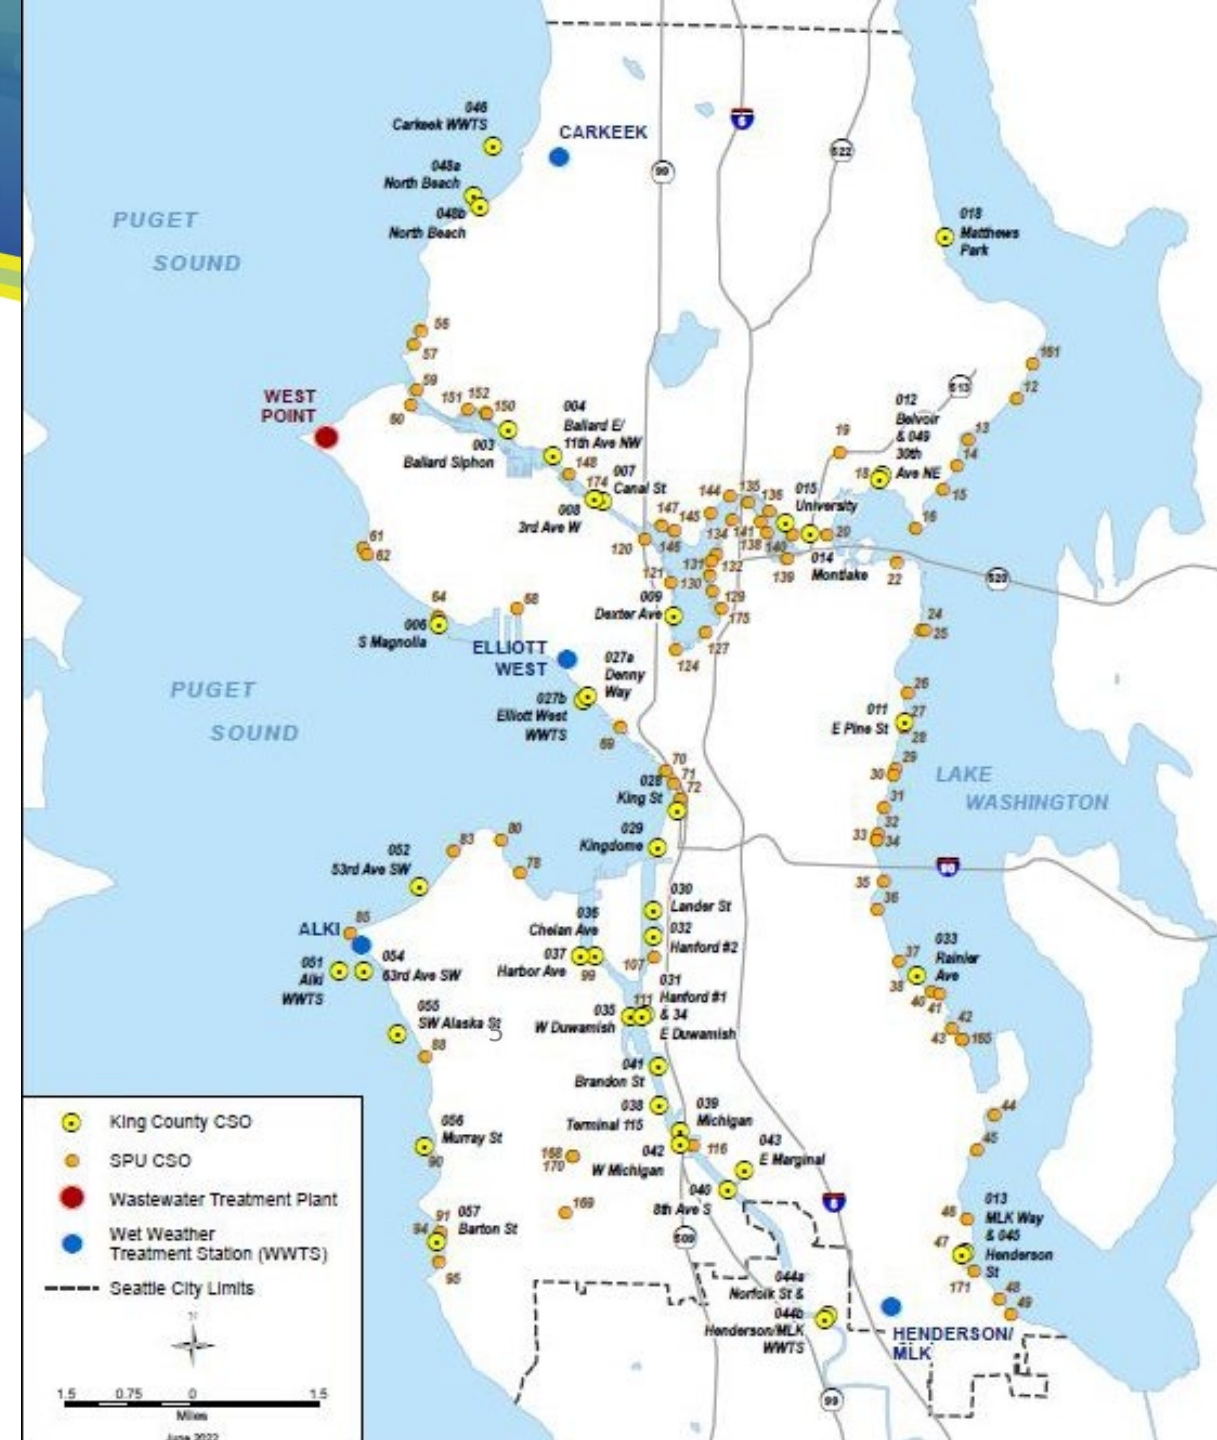 046
Carkeek WWTS
CARKEEK
048a
North Beach
048b
North Beach
PUGET
SOUND
99
5
522
018
Matthews
Park
56
57
59
60
151
152
150
WEST
POINT
003
Ballard Siphon
004
Ballard E/
11th Ave NW
148
174
007
Canal St
008
3rd Ave W
513
012
Belvoir
& 049
30th
Ave NE
161
12
13
14
15
16
18
19
144
135
136
015
University
147
145
134
141
138
140
20
120
146
131
132
139
014
Montlake
22
520
61
62
121
130
129
175
009
Dexter Ave
127
124
64
68
006
S Magnolia
24
25
ELLIOTT
WEST
027a
Denny
Way
027b
Elliott West
WWTS
69
26
27
011
E Pine St
28
29
30
31
32
33
34
PUGET
SOUND
LAKE
WASHINGTON
70
71
72
028
King St
029
Kingdome
90
80
83
78
052
53rd Ave SW
35
36
030
Lander St
032
Hanford #2
036
Chelan Ave
037
Harbor Ave
99
107
85
ALKI
051
Alki
WWTS
054
63rd Ave SW
055
SW Alaska St
5
88
37
033
Rainier
Ave
38
40
41
42
43
165
031
Hanford #1
111
& 34
E Duwamish
035
W Duwamish
041
Brandon St
038
Terminal 115
039
Michigan
042
W Michigan
116
043
E Marginal
040
8th Ave S
44
45
056
Murray St
90
168
170
169
91
94
057
Barton St
95
509
5
46
47
013
MLK Way
& 045
Henderson
St
171
48
49
044a
Norfolk St &
044b
Henderson/MLK
WWTS
HENDERSON/
MLK
99
King County CSO
SPU CSO
Wastewater Treatment Plant
Wet Weather
Treatment Station (WWTS)
Seattle City Limits
N
1.5 0.75 0 1.5
Miles
June 2022